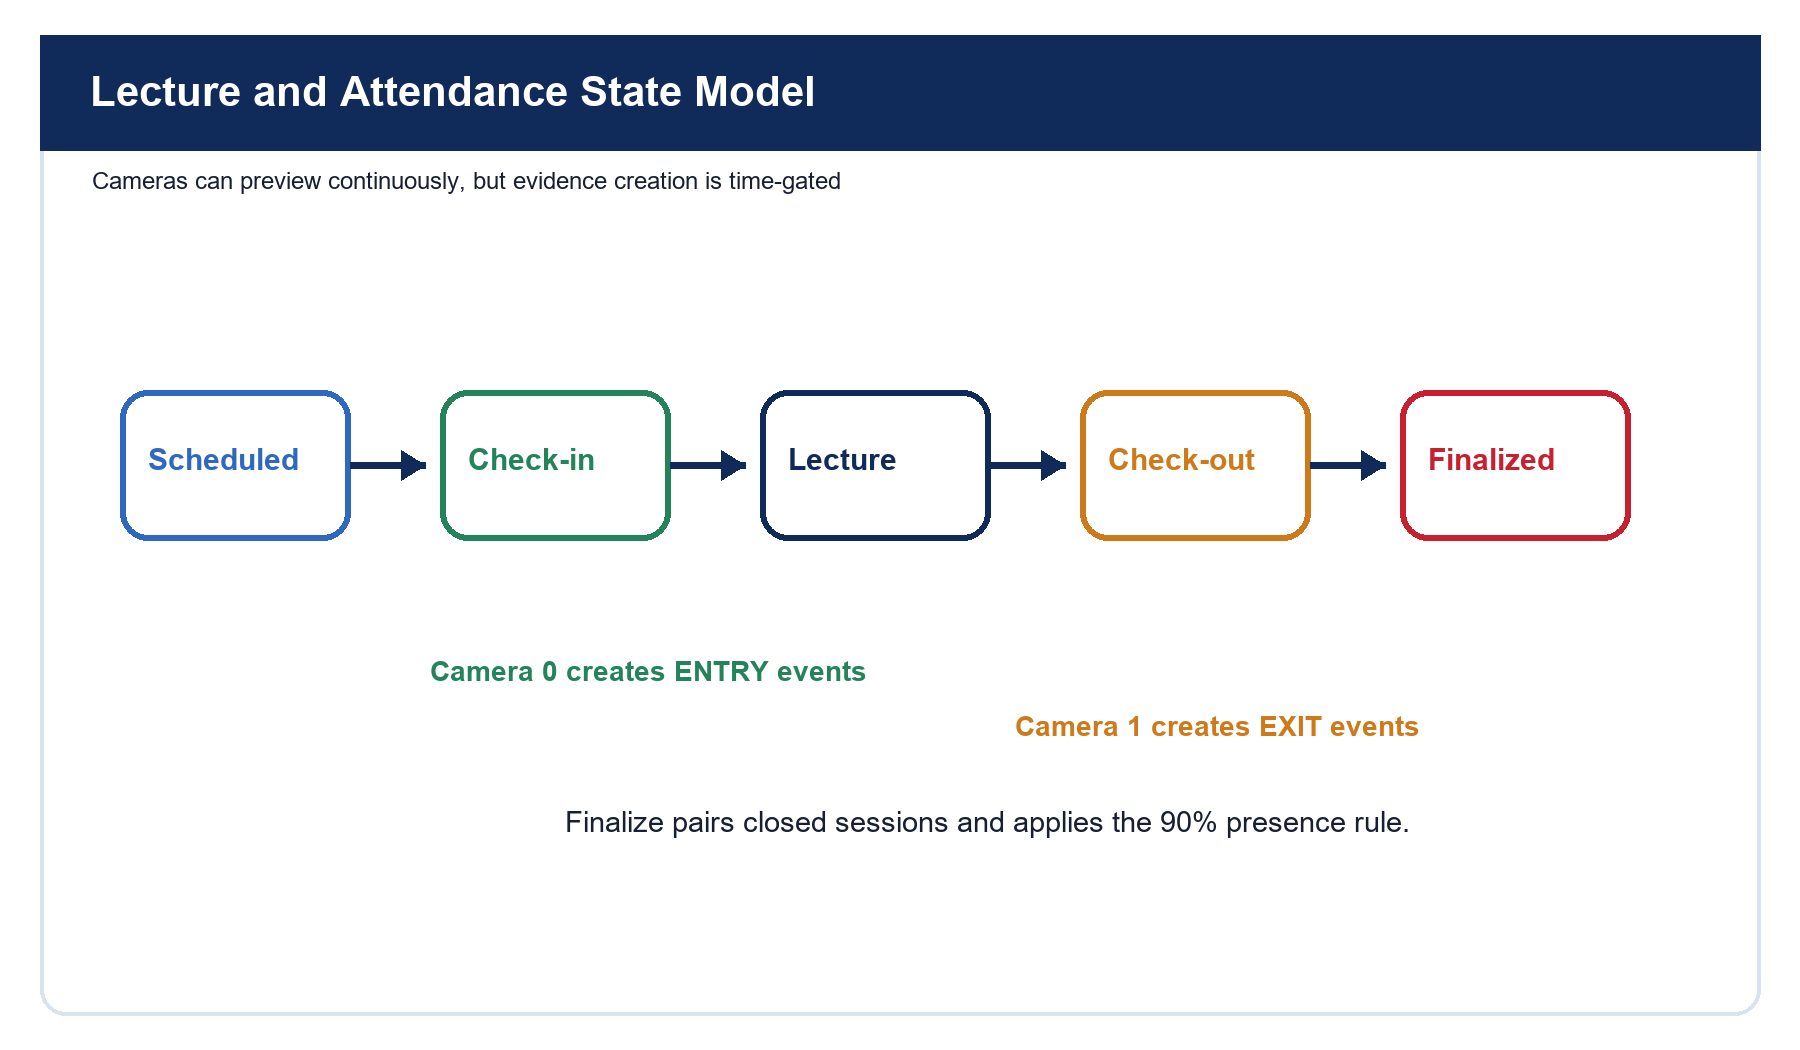 Lecture and Attendance State Model
Cameras can preview continuously, but evidence creation is time-gated
Scheduled
Check-in
Lecture
Check-out
Finalized
Camera 0 creates ENTRY events
Camera 1 creates EXIT events
Finalize pairs closed sessions and applies the 90% presence rule.